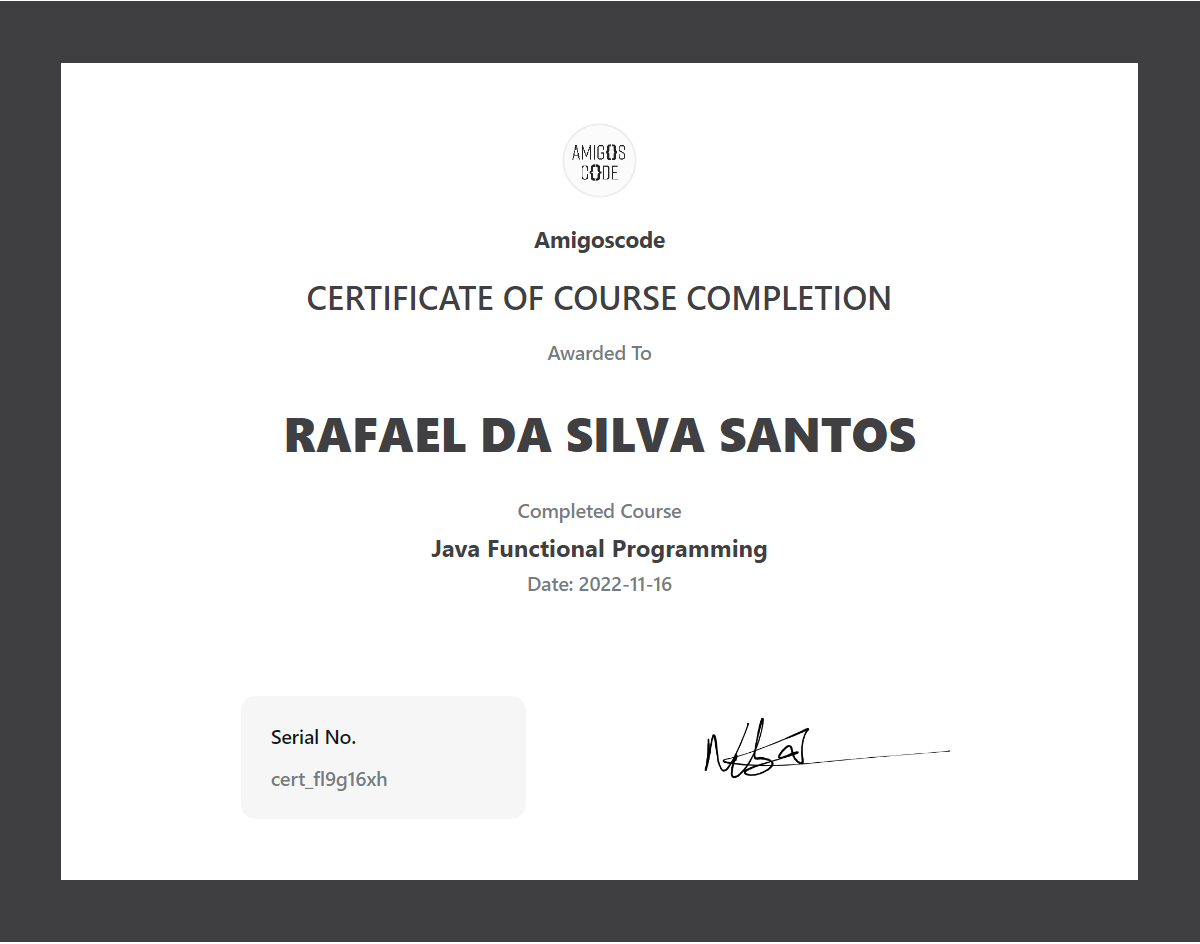 AMIGOS
CODE
Amigoscode
CERTIFICATE OF COURSE COMPLETION
Awarded To
RAFAEL DA SILVA SANTOS
Completed Course
Java Functional Programming
Date: 2022-11-16
Serial No.
cert_fl9g16xh